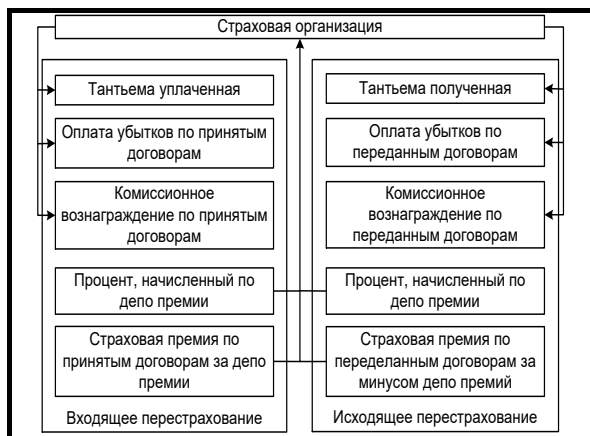 Страховая организация
Тантьема уплаченная
Оплата убытков по принятым
договорам
Комиссионное
вознаграждение по принятым
договорам
Процент, начисленный по
депо премии
Страховая премия по
принятым договорам за депо
премии
Входящее перестрахование
Тантьема полученная
Оплата убытков по
переданным договорам
Комиссионное
вознаграждение по
переданным договорам
Процент, начисленный по
депо премии
Страховая премия по
переделанным договорам за
минусом депо премий
Исходящее перестрахование